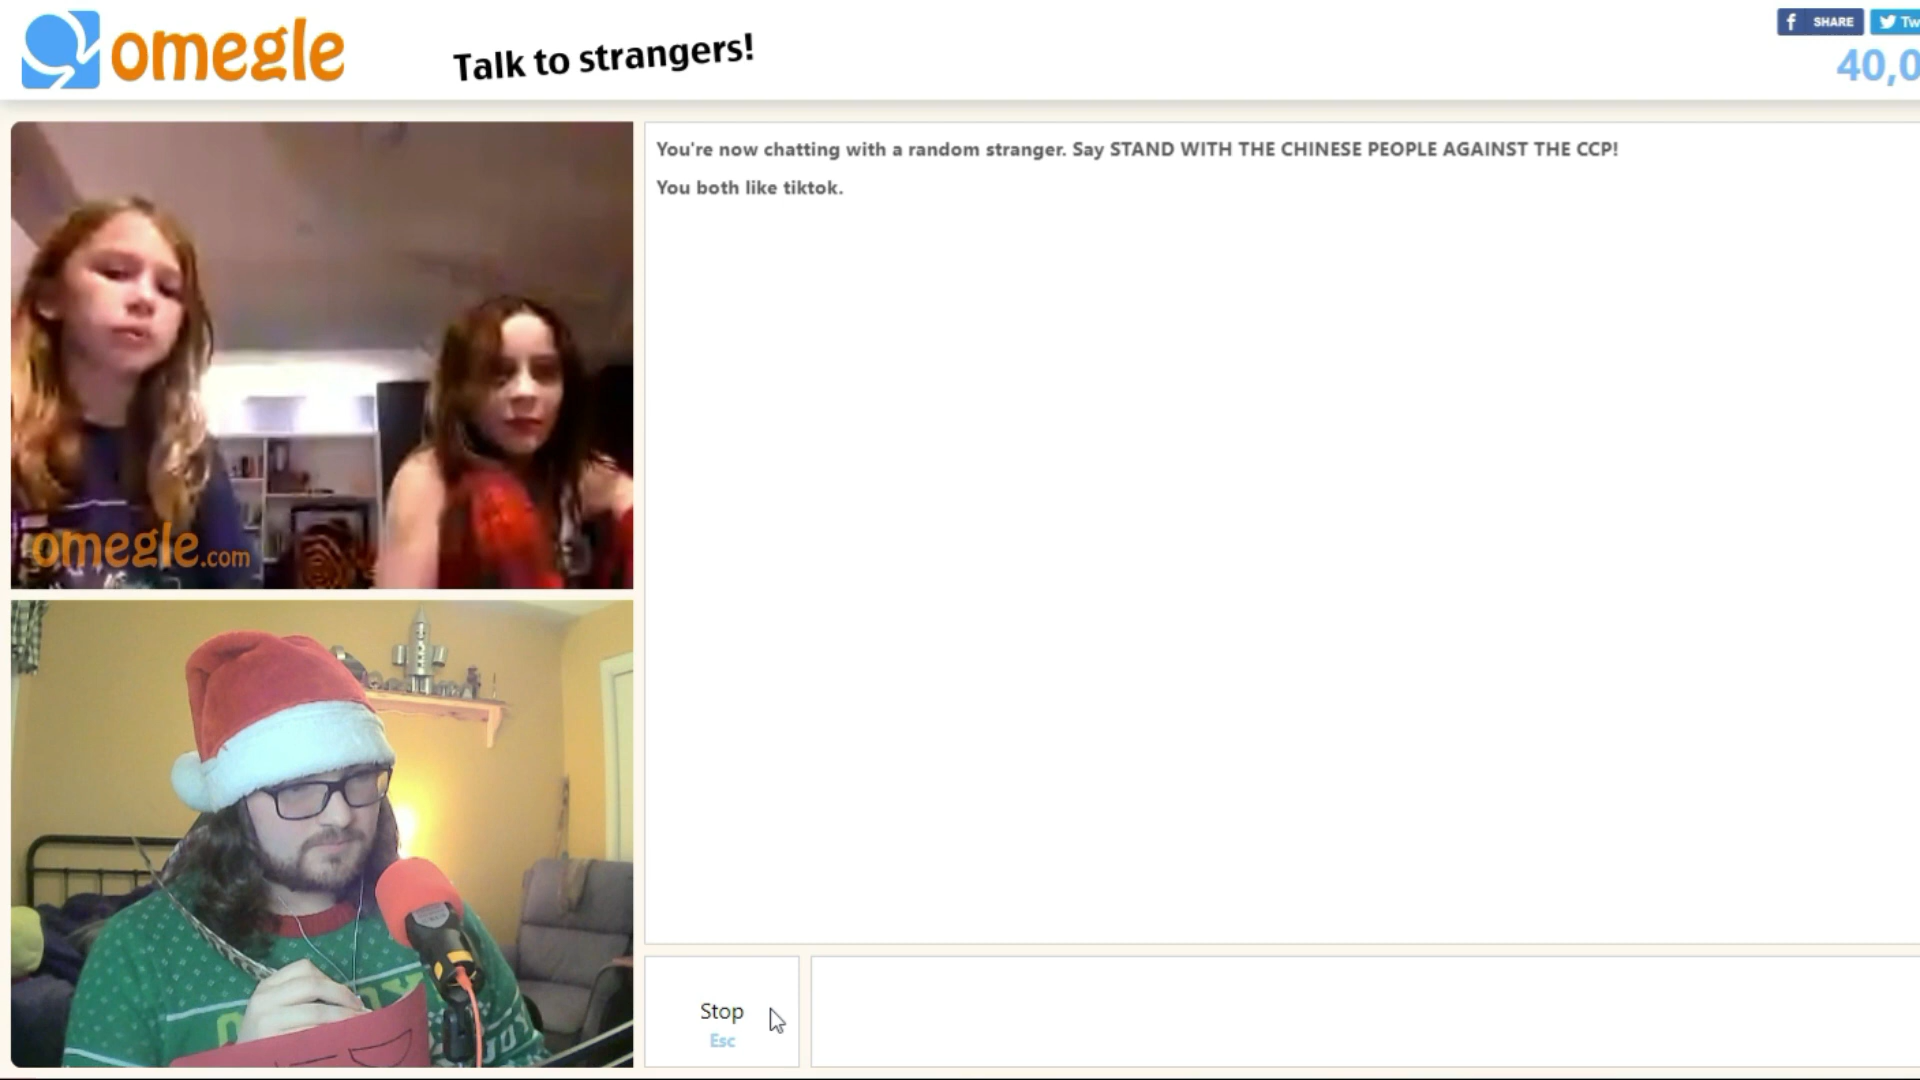 omegle
Talk to strangers!
f SHARE
Tw
40,0
You're now chatting with a random stranger. Say STAND WITH THE CHINESE PEOPLE AGAINST THE CCP!
You both like tiktok.
omegle.com
Stop
Esc